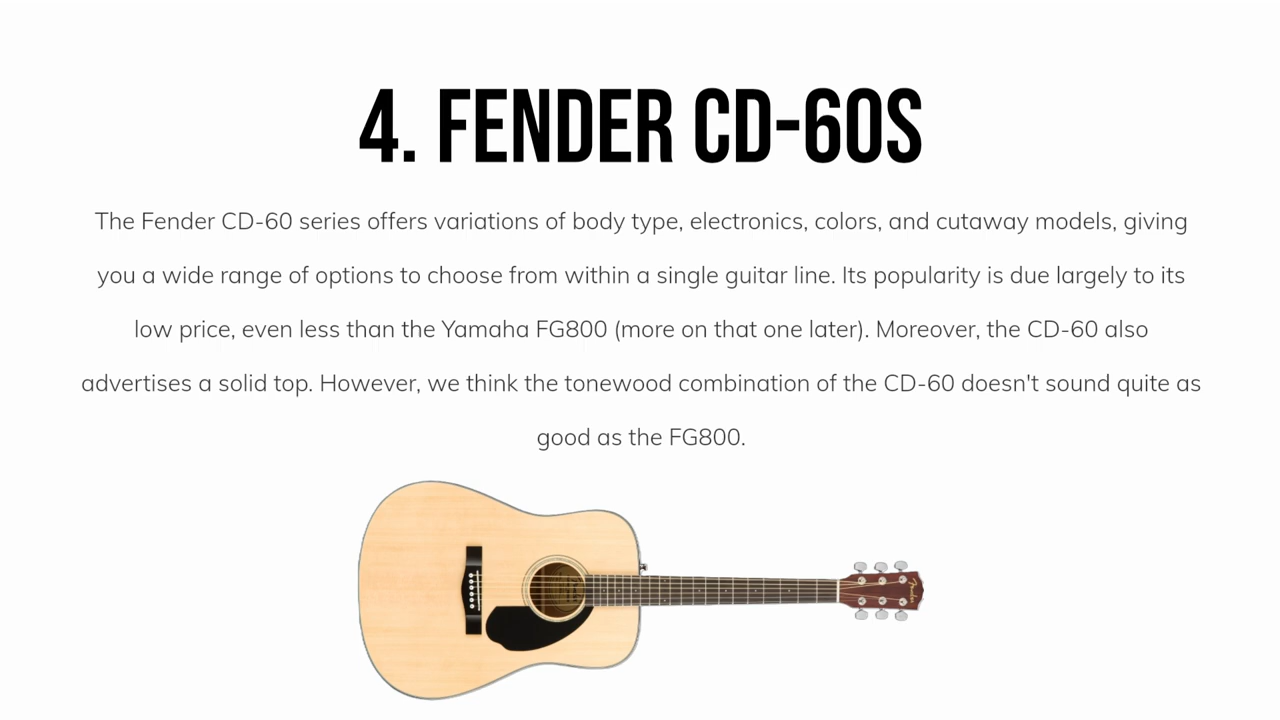 4. FENDER CD-60S
The Fender CD-60 series offers variations of body type, electronics, colors, and cutaway models, giving
you a wide range of options to choose from within a single guitar line. Its popularity is due largely to its
low price, even less than the Yamaha FG800 (more on that one later). Moreover, the CD-60 also
advertises a solid top. However, we think the tonewood combination of the CD-60 doesn't sound quite as
good as the FG800.
Fender